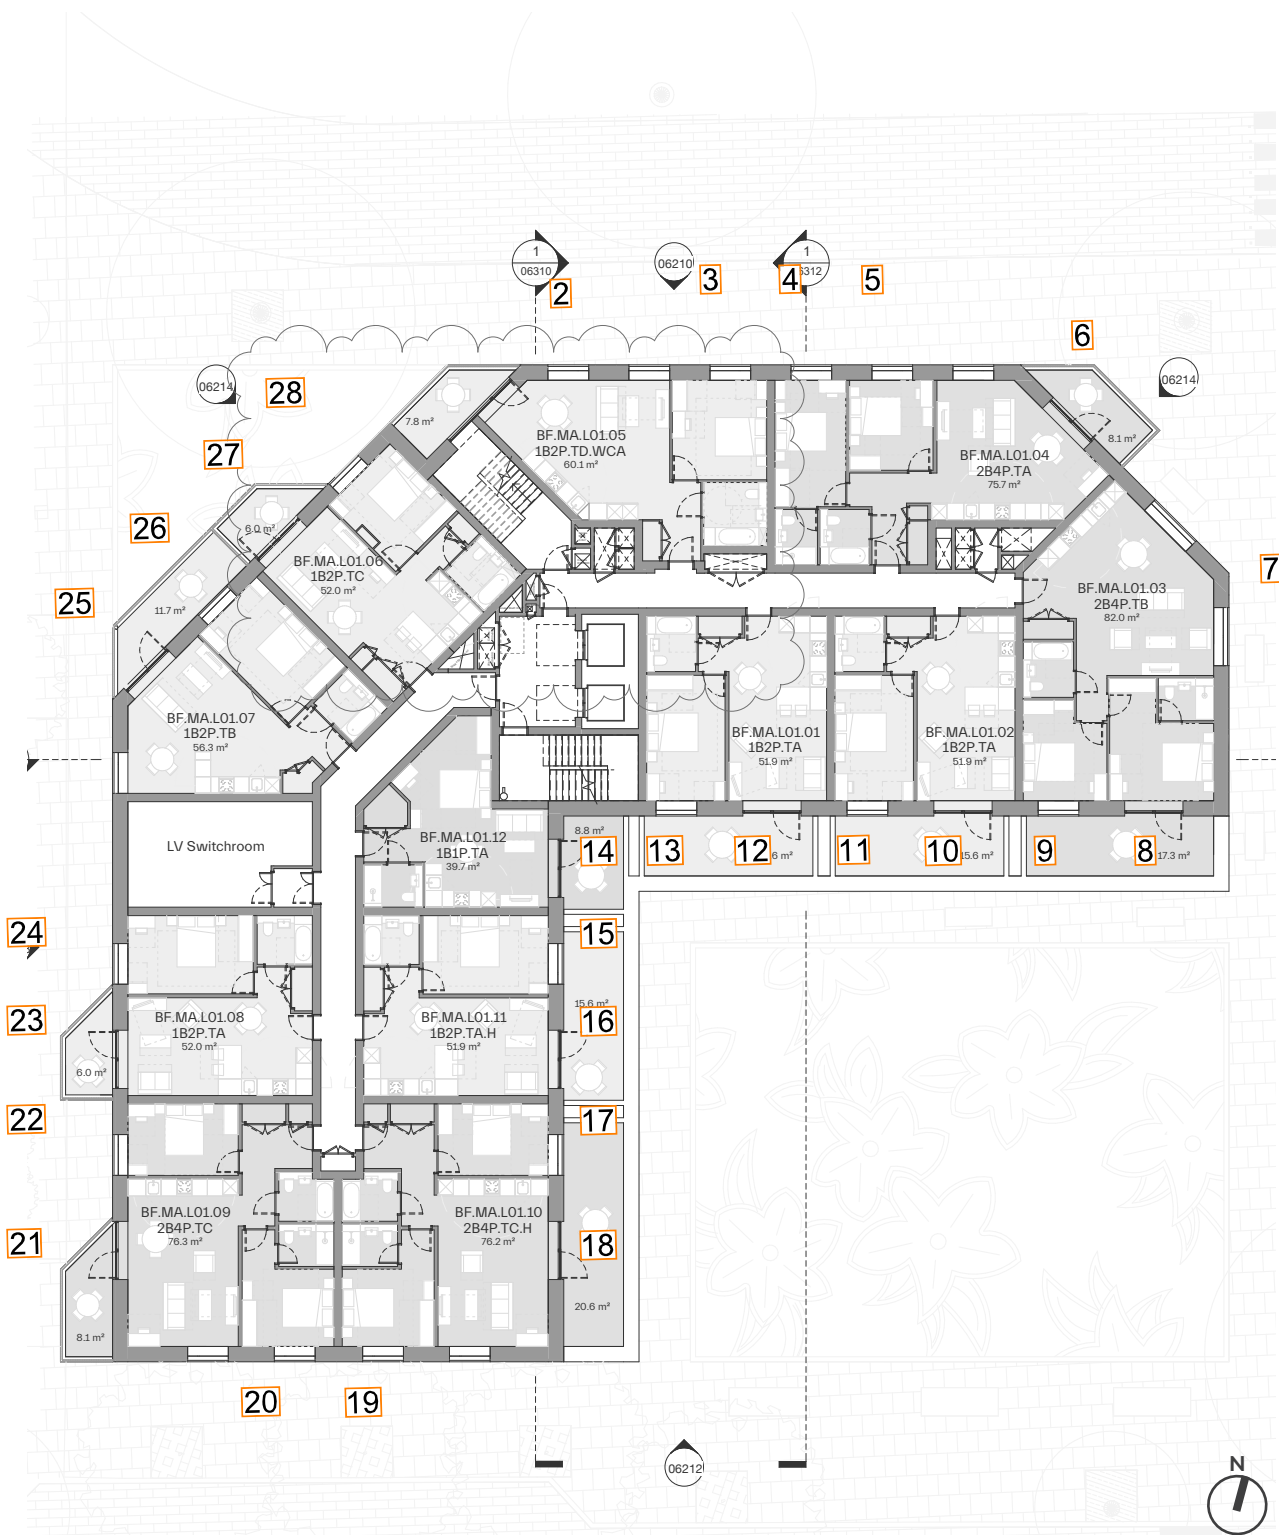 1
06310
06210
1
2
3
4
5
6
06214
28
06214
27
7.8 m²
BF.MA.L01.05
1B2P.TD.WCA
60.1 m²
BF.MA.L01.04
2B4P.TA
75.7 m²
8.1 m²
26
6.0 m²
BF.MA.L01.06
1B2P.TC
52.0 m²
7
25
11.7 m²
BF.MA.L01.03
2B4P.TB
82.0 m²
BF.MA.L01.07
1B2P.TB
56.3 m²
BF.MA.L01.01
1B2P.TA
51.9 m²
BF.MA.L01.02
1B2P.TA
51.9 m²
LV Switchroom
BF.MA.L01.12
1B1P.TA
39.7 m²
8.8 m²
14
13
12
11
10
15.6 m²
9
8
17.3 m²
24
15
23
BF.MA.L01.08
1B2P.TA
52.0 m²
BF.MA.L01.11
1B2P.TA.H
51.9 m²
15.6 m²
16
6.0 m²
22
17
BF.MA.L01.09
2B4P.TC
76.3 m²
BF.MA.L01.10
2B4P.TC.H
76.2 m²
21
18
20.6 m²
8.1 m²
20
19
06212
N